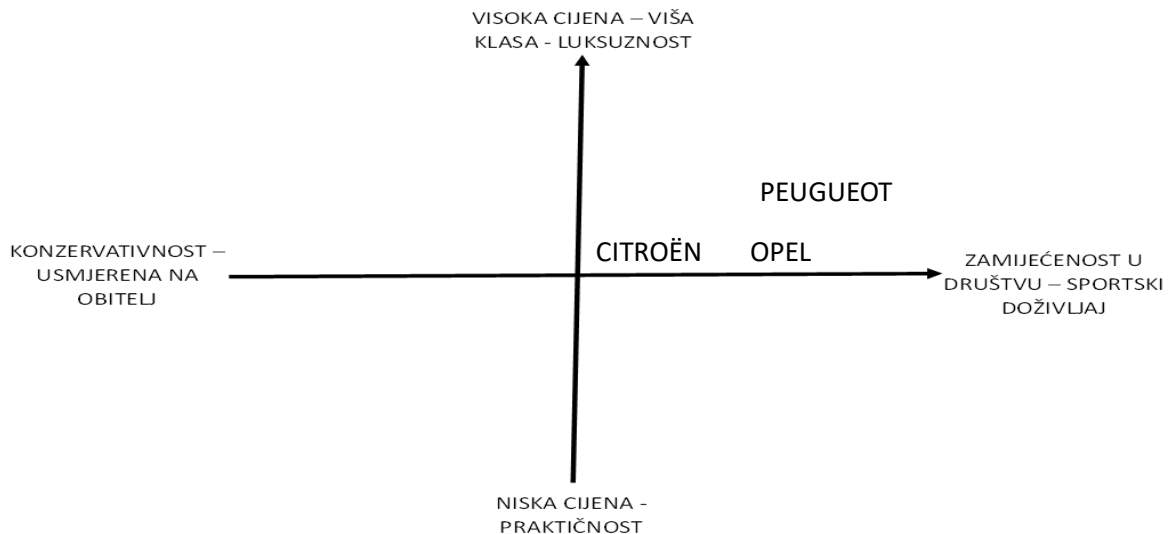 VISOKA CIJENA – VIŠA
KLASA - LUKSUZNOST
PEUGUEOT
CITROËN OPEL
KONZERVATIVNOST –
USMJERENA NA
OBITELJ
ZAMIJEĆENOST U
DRUŠTVU – SPORTSKI
DOŽIVLJAJ
NISKA CIJENA -
PRAKTIČNOST